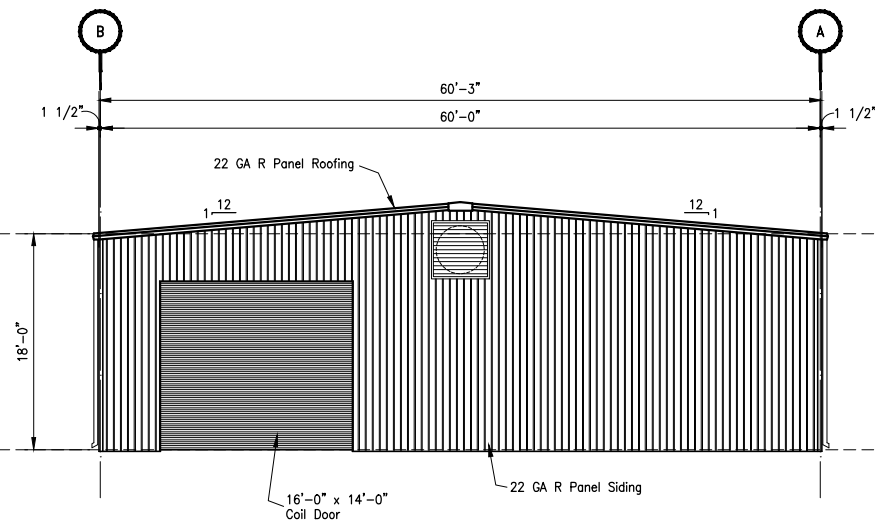 B
A
60'-3"
1 1/2"
60'-0"
1 1/2"
22 GA R Panel Roofing
12
1
12
1
18'-0"
22 GA R Panel Siding
16'-0" x 14'-0"
Coil Door